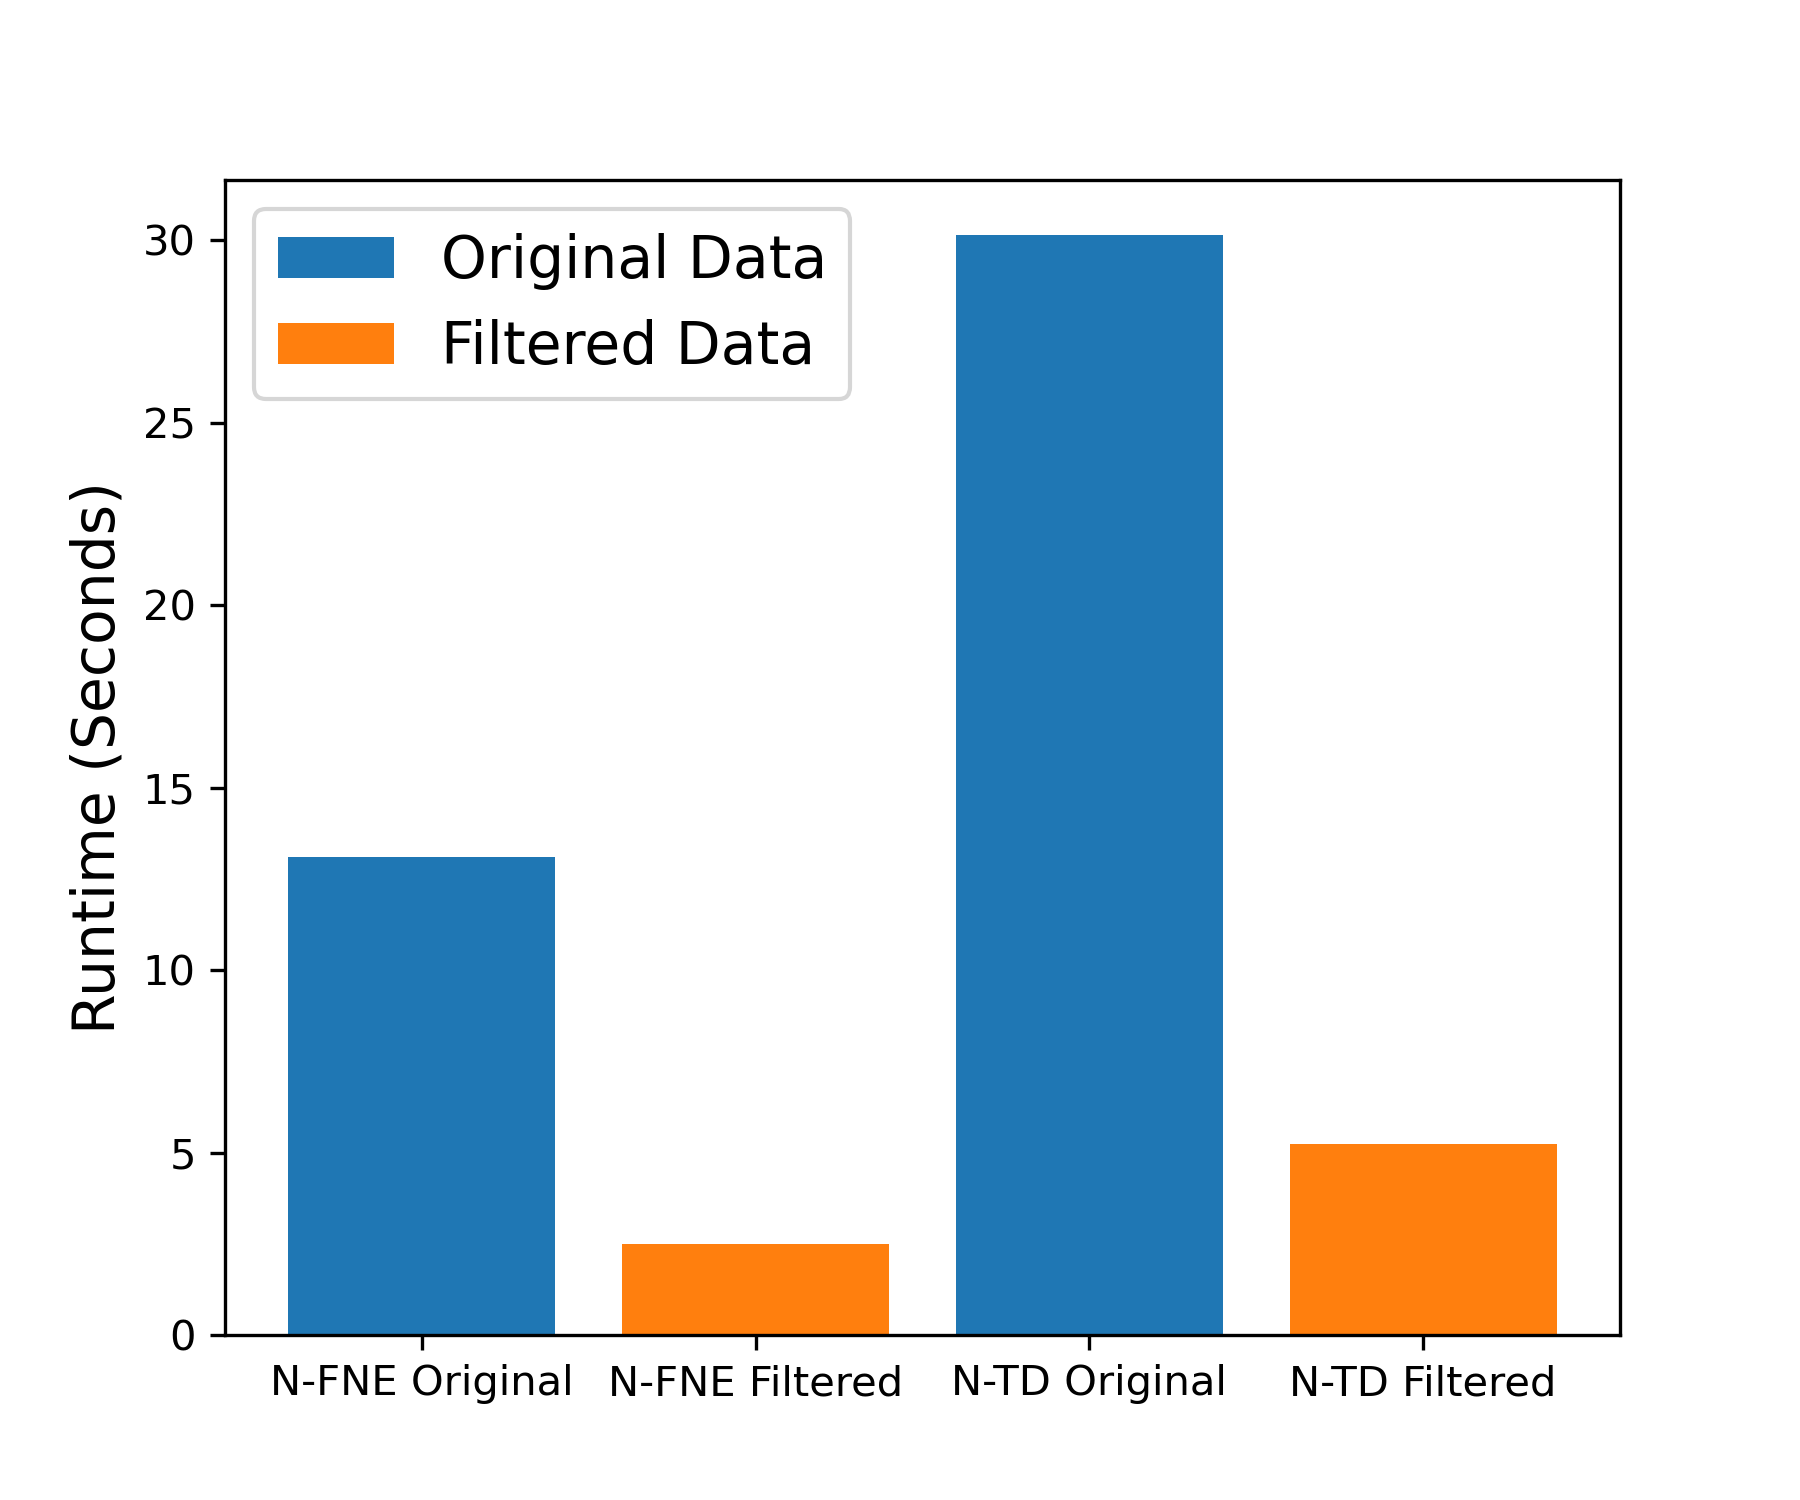 Original Data
Filtered Data
Runtime (Seconds)
30
25
20
15
10
5
0
N-FNE Original
N-FNE Filtered
N-TD Original
N-TD Filtered